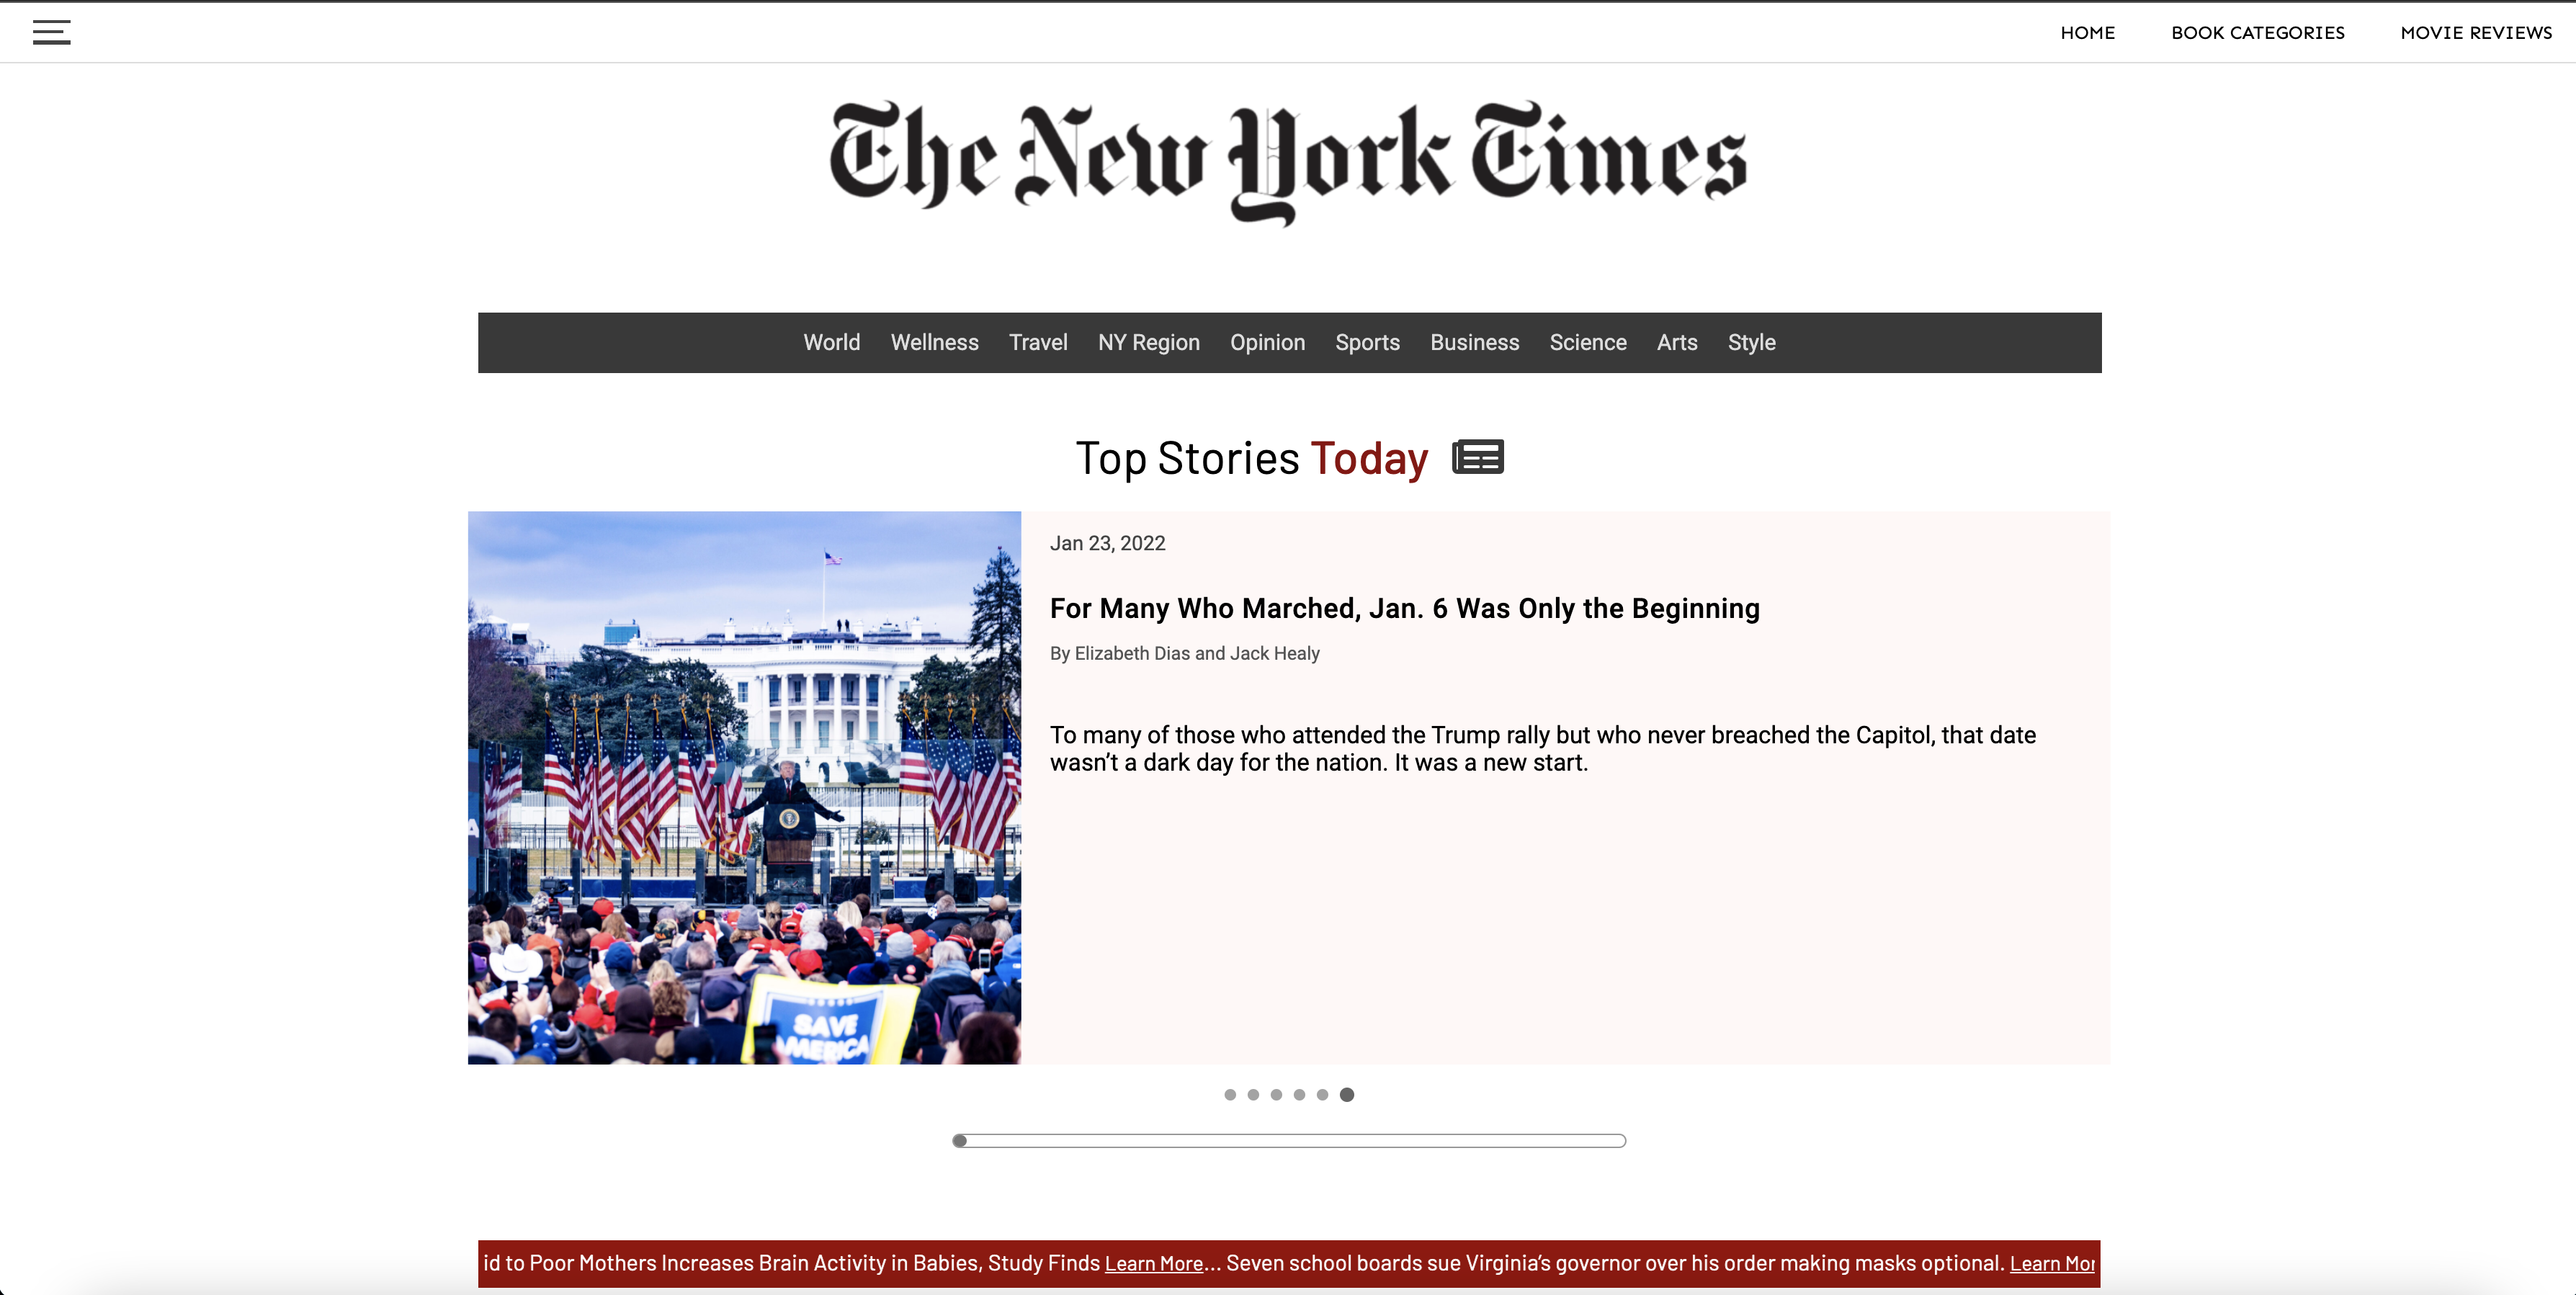 HOME BOOK CATEGORIES MOVIE REVIEWS
The New York Times
World Wellness Travel NY Region Opinion Sports Business Science Arts Style
Top Stories Today
Jan 23, 2022
For Many Who Marched, Jan. 6 Was Only the Beginning
By Elizabeth Dias and Jack Healy
To many of those who attended the Trump rally but who never breached the Capitol, that date
wasn’t a dark day for the nation. It was a new start.
SAVE
AMERICA
id to Poor Mothers Increases Brain Activity in Babies, Study Finds Learn More... Seven school boards sue Virginia’s governor over his order making masks optional. Learn Mor